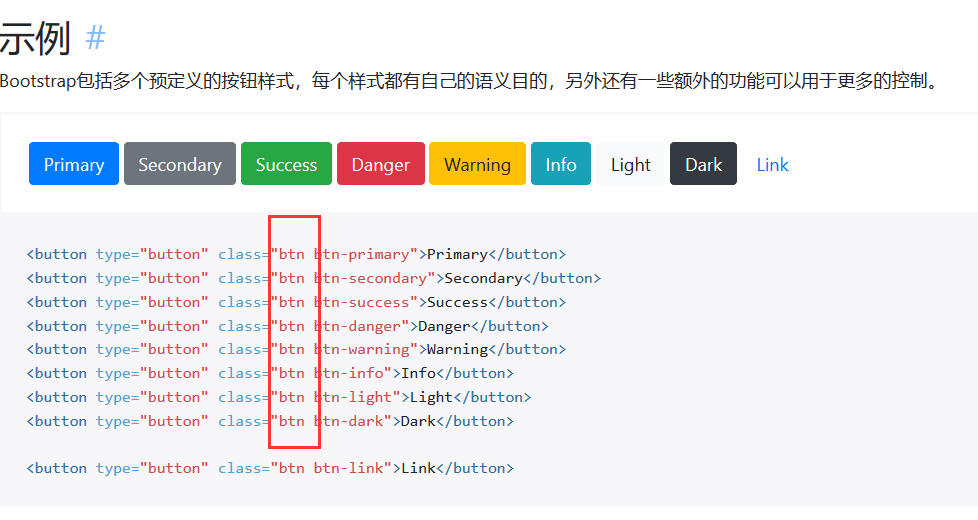 示例 #
Bootstrap包括多个预定义的按钮样式，每个样式都有自己的语义目的，另外还有一些额外的功能可以用于更多的控制。
Primary Secondary Success Danger Warning Info Light Dark Link
<button type="button" class="btn btn-primary">Primary</button>
<button type="button" class="btn btn-secondary">Secondary</button>
<button type="button" class="btn btn-success">Success</button>
<button type="button" class="btn btn-danger">Danger</button>
<button type="button" class="btn btn-warning">Warning</button>
<button type="button" class="btn btn-info">Info</button>
<button type="button" class="btn btn-light">Light</button>
<button type="button" class="btn btn-dark">Dark</button>
<button type="button" class="btn btn-link">Link</button>